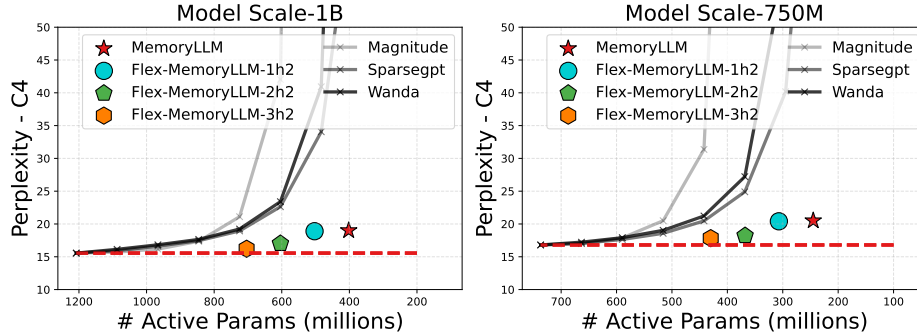 Model Scale-1B
Perplexity - C4
50
45
40
35
30
25
20
15
10
MemoryLLM
Flex-MemoryLLM-1h2
Flex-MemoryLLM-2h2
Flex-MemoryLLM-3h2
Magnitude
Sparsegpt
Wanda
1200 1000 800 600 400 200
# Active Params (millions)
Model Scale-750M
Perplexity - C4
50
45
40
35
30
25
20
15
10
MemoryLLM
Flex-MemoryLLM-1h2
Flex-MemoryLLM-2h2
Flex-MemoryLLM-3h2
Magnitude
Sparsegpt
Wanda
700 600 500 400 300 200 100
# Active Params (millions)